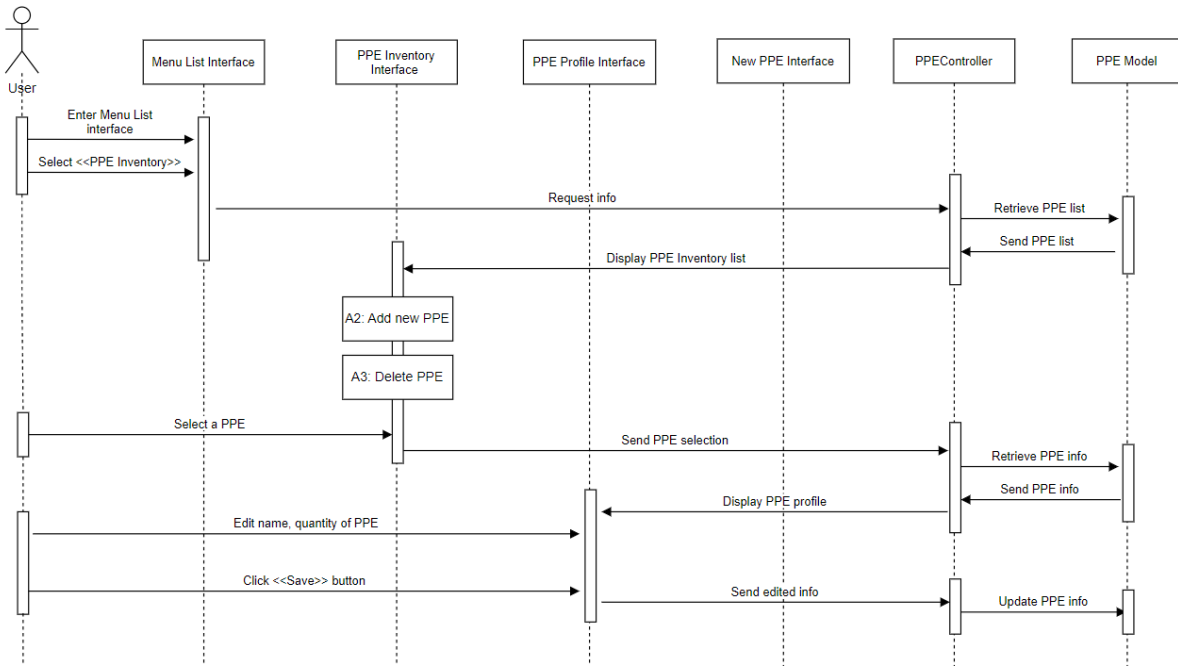 User
Menu List Interface
PPE Inventory
Interface
PPE Profile Interface
New PPE Interface
PPEController
PPE Model
Enter Menu List
interface
Select <<PPE Inventory>>
Request info
Retrieve PPE list
Send PPE list
Display PPE Inventory list
A2: Add new PPE
A3: Delete PPE
Select a PPE
Send PPE selection
Retrieve PPE info
Send PPE info
Display PPE profile
Edit name, quantity of PPE
Click <<Save>> button
Send edited info
Update PPE info